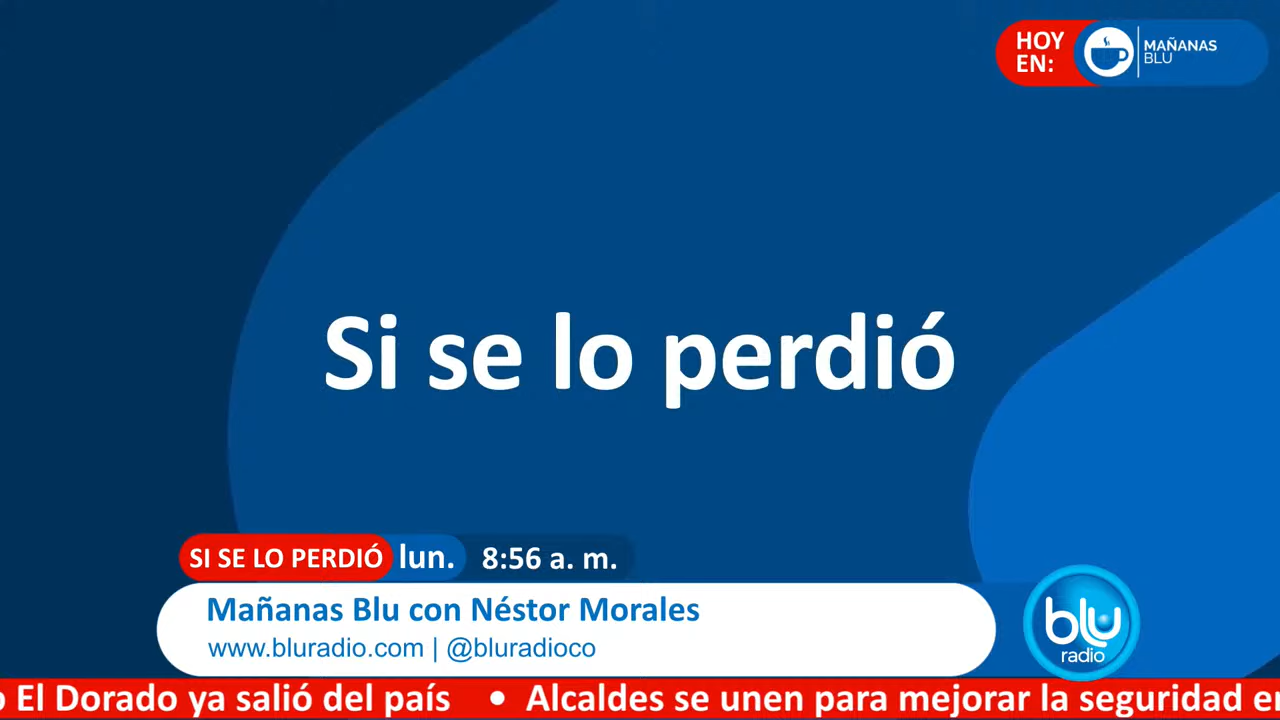 HOY
EN:
MAÑANAS
BLU
Si se lo perdió
SI SE LO PERDIÓ lun. 8:56 a. m.
Mañanas Blu con Néstor Morales
www.bluradio.com | @bluradioco
blu
radio
El Dorado ya salió del país • Alcaldes se unen para mejorar la seguridad